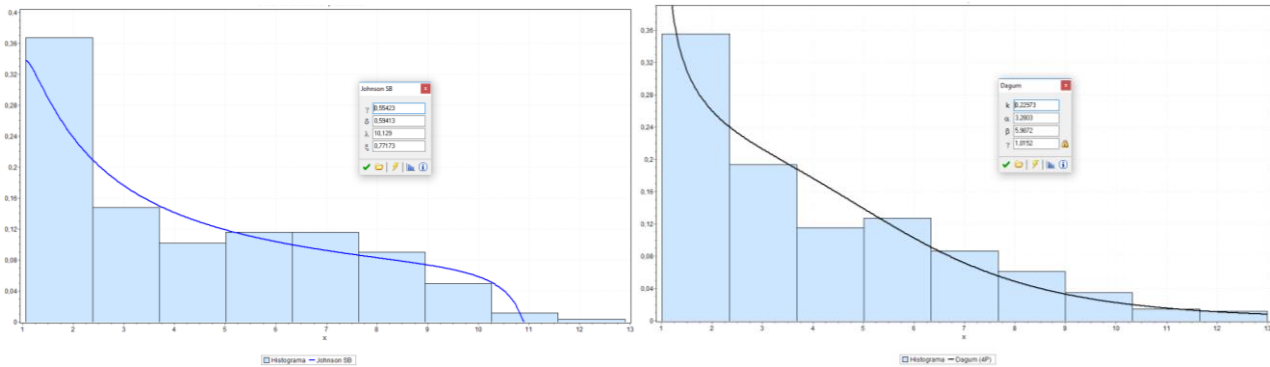 0,4
0,36
0,32
0,28
0,24
0,2
0,16
0,12
0,08
0,04
0
1 2 3 4 5 6 7 8 9 10 11 12 13
x
Johnson SB
γ 0,55423
δ 0,59413
λ 10,129
ξ 0,77173
Histograma Johnson SB
0,36
0,32
0,28
0,24
0,2
0,16
0,12
0,08
0,04
0
1 2 3 4 5 6 7 8 9 10 11 12 13
x
Dagum
k 0,22573
α 3,2803
β 5,9672
γ 1,0152
Histograma Dagum (4P)